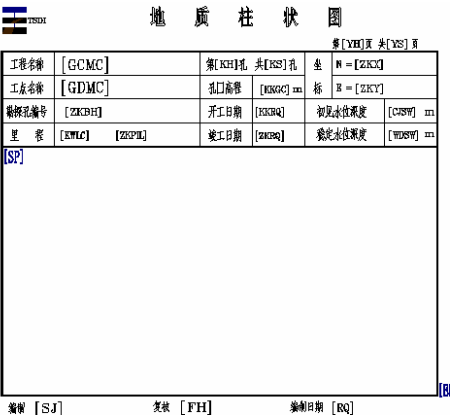 TSDI
地 质 柱 状 图
第[YH]页 共[YS]页
工程名称 [GCMC] 第[KH]孔 共[KS]孔 坐 N=[ZKX]
工点名称 [GDMC] 孔口高程 [KKGC] m 标 E=[ZKY]
勘探孔编号 [ZKBH] 开工日期 [KKRQ] 初见水位深度 [CJSW] m
里 程 [KWLC] [ZKPIL] 竣工日期 [ZKRQ] 稳定水位深度 [WDSW] m
[SP]
编制 [SJ] 复核 [FH] 编制日期 [RQ]